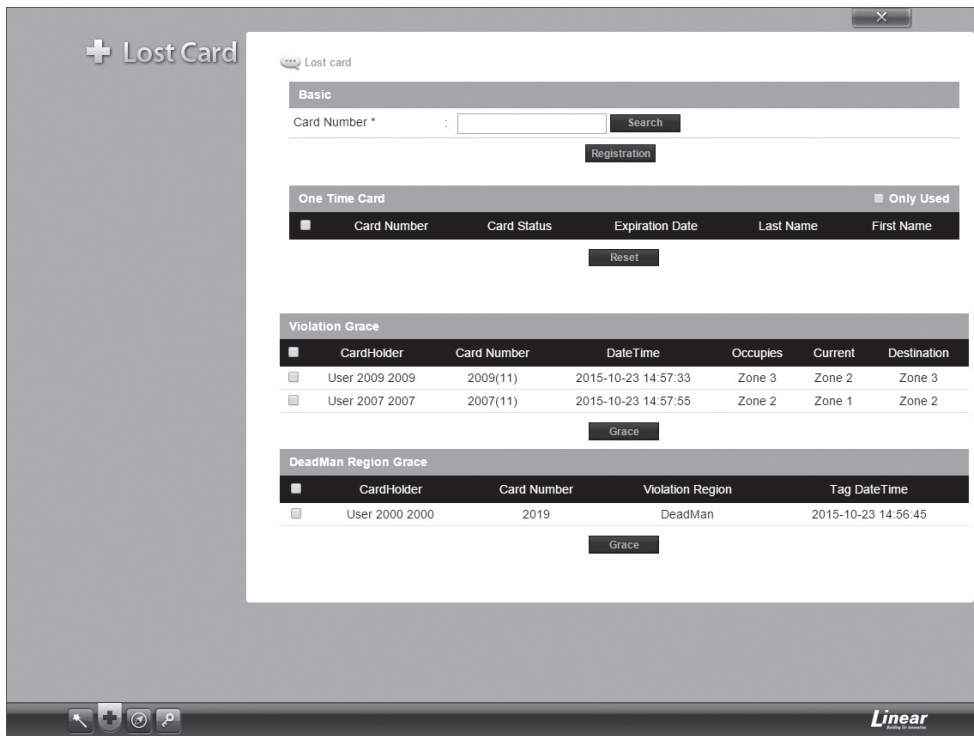 Lost Card
Lost card
Basic
Card Number * : Search
Registration
One Time Card Only Used
Card Number Card Status Expiration Date Last Name First Name
Reset
Violation Grace
CardHolder Card Number DateTime Occupies Current Destination
User 2009 2009 2009(11) 2015-10-23 14:57:33 Zone 3 Zone 2 Zone 3
User 2007 2007 2007(11) 2015-10-23 14:57:55 Zone 2 Zone 1 Zone 2
Grace
DeadMan Region Grace
CardHolder Card Number Violation Region Tag DateTime
User 2000 2000 2019 DeadMan 2015-10-23 14:56:45
Grace
Linear